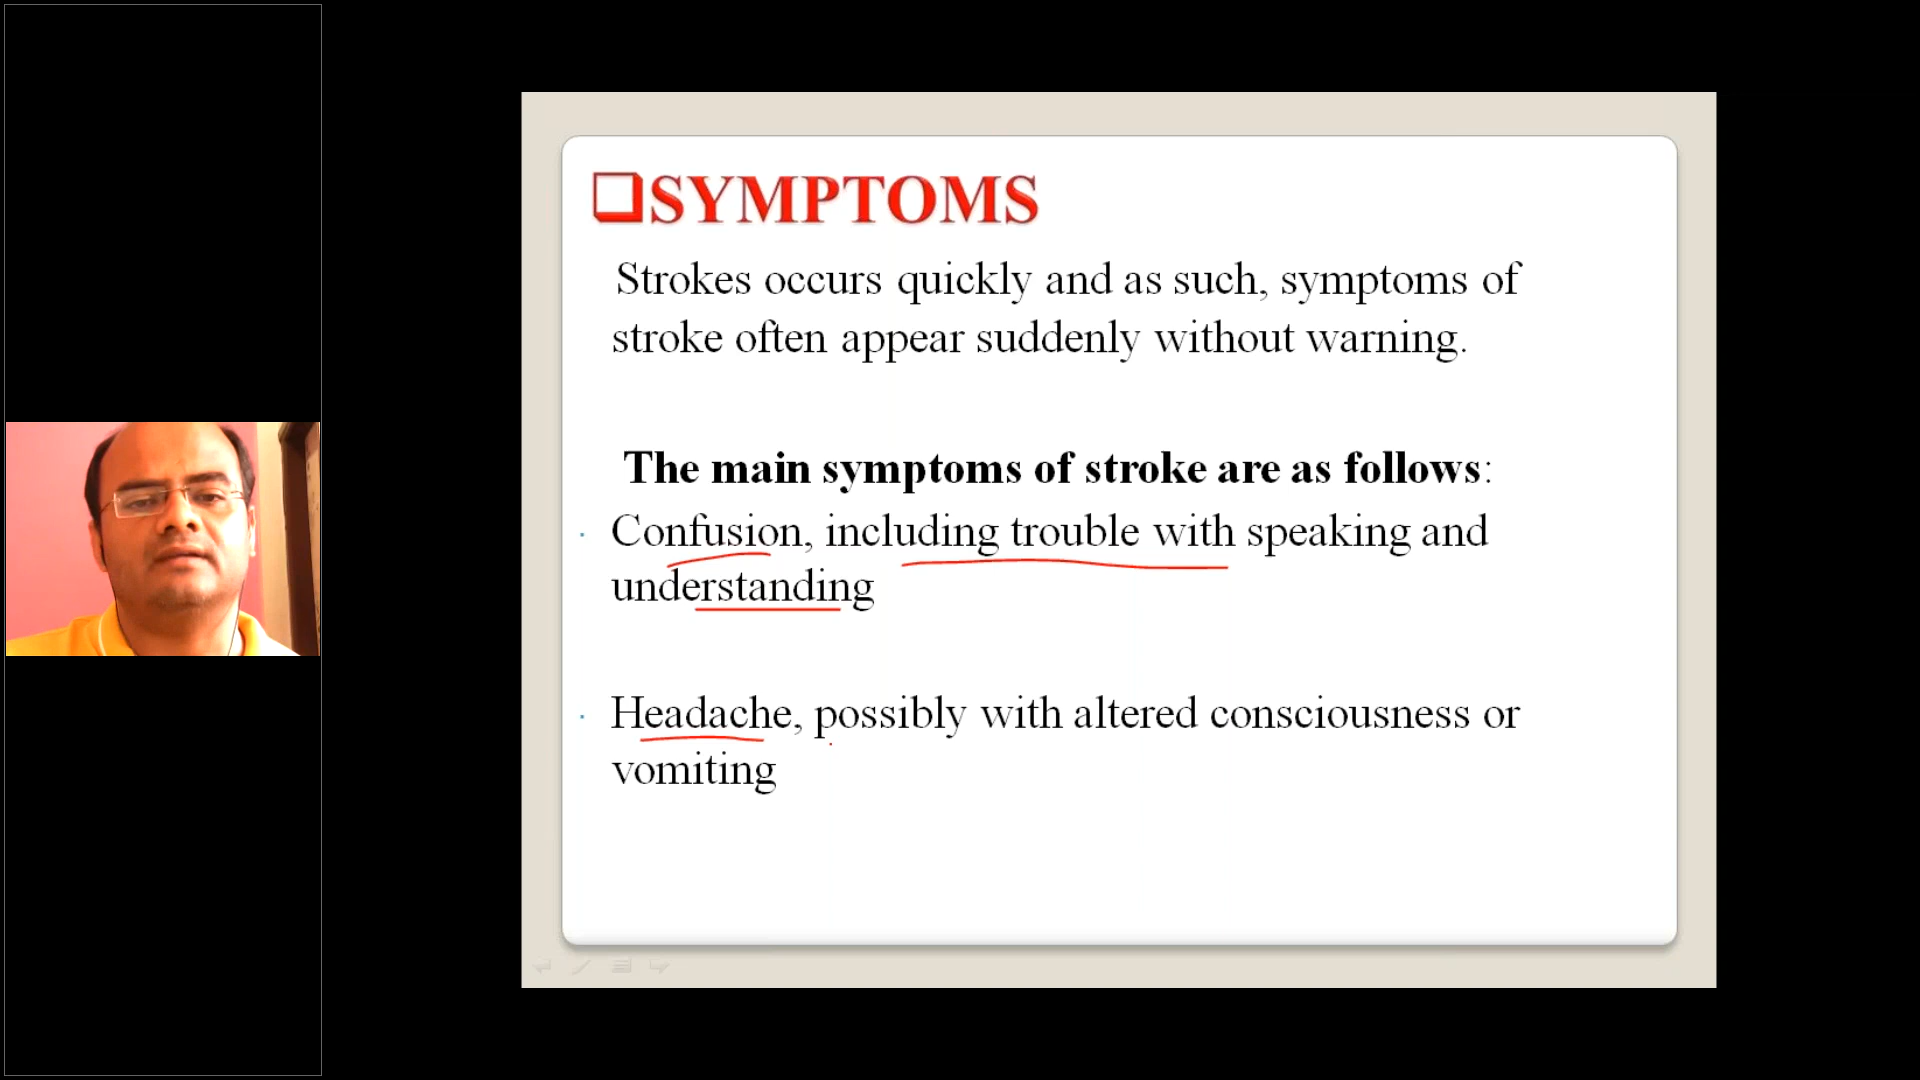 ❑SYMPTOMS
Strokes occurs quickly and as such, symptoms of
stroke often appear suddenly without warning.
The main symptoms of stroke are as follows:
· Confusion, including trouble with speaking and
understanding
· Headache, possibly with altered consciousness or
vomiting